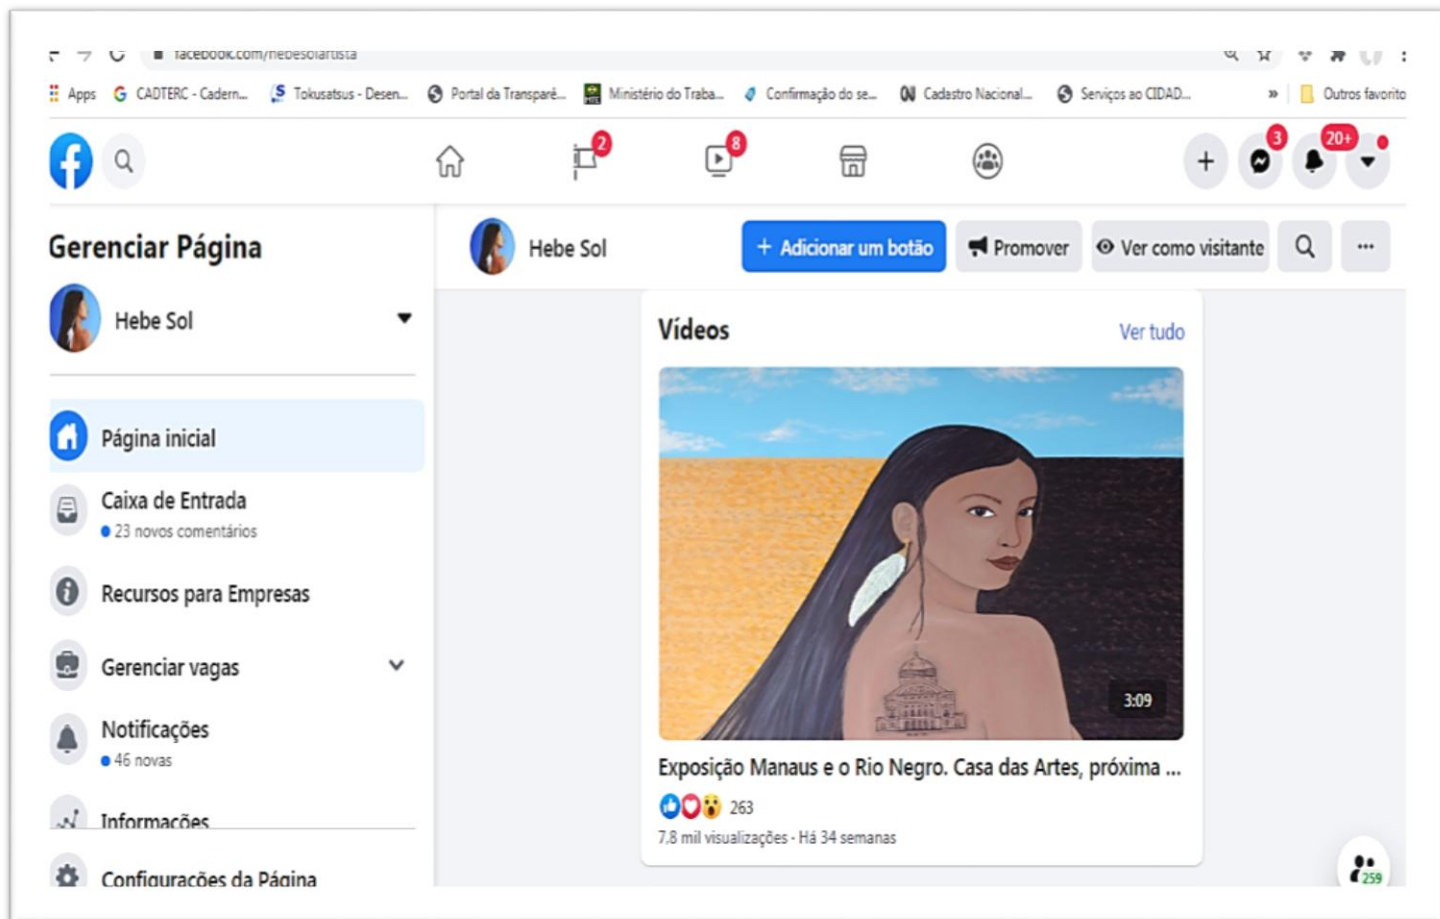 facebook.com/hebesolartista
Apps CADTERC - Cadern... Tokusatsus - Desen... Portal da Transparê... Ministério do Traba... Confirmação do se... Cadastro Nacional... Serviços ao CIDAD... » Outros favorito
2 8 3 20+
Gerenciar Página
Hebe Sol
Página inicial
Caixa de Entrada
23 novos comentários
Recursos para Empresas
Gerenciar vagas
Notificações
46 novas
Informações
Configurações da Página
Hebe Sol + Adicionar um botão Promover Ver como visitante ...
Vídeos Ver tudo
3:09
Exposição Manaus e o Rio Negro. Casa das Artes, próxima ...
263
7,8 mil visualizações · Há 34 semanas
259